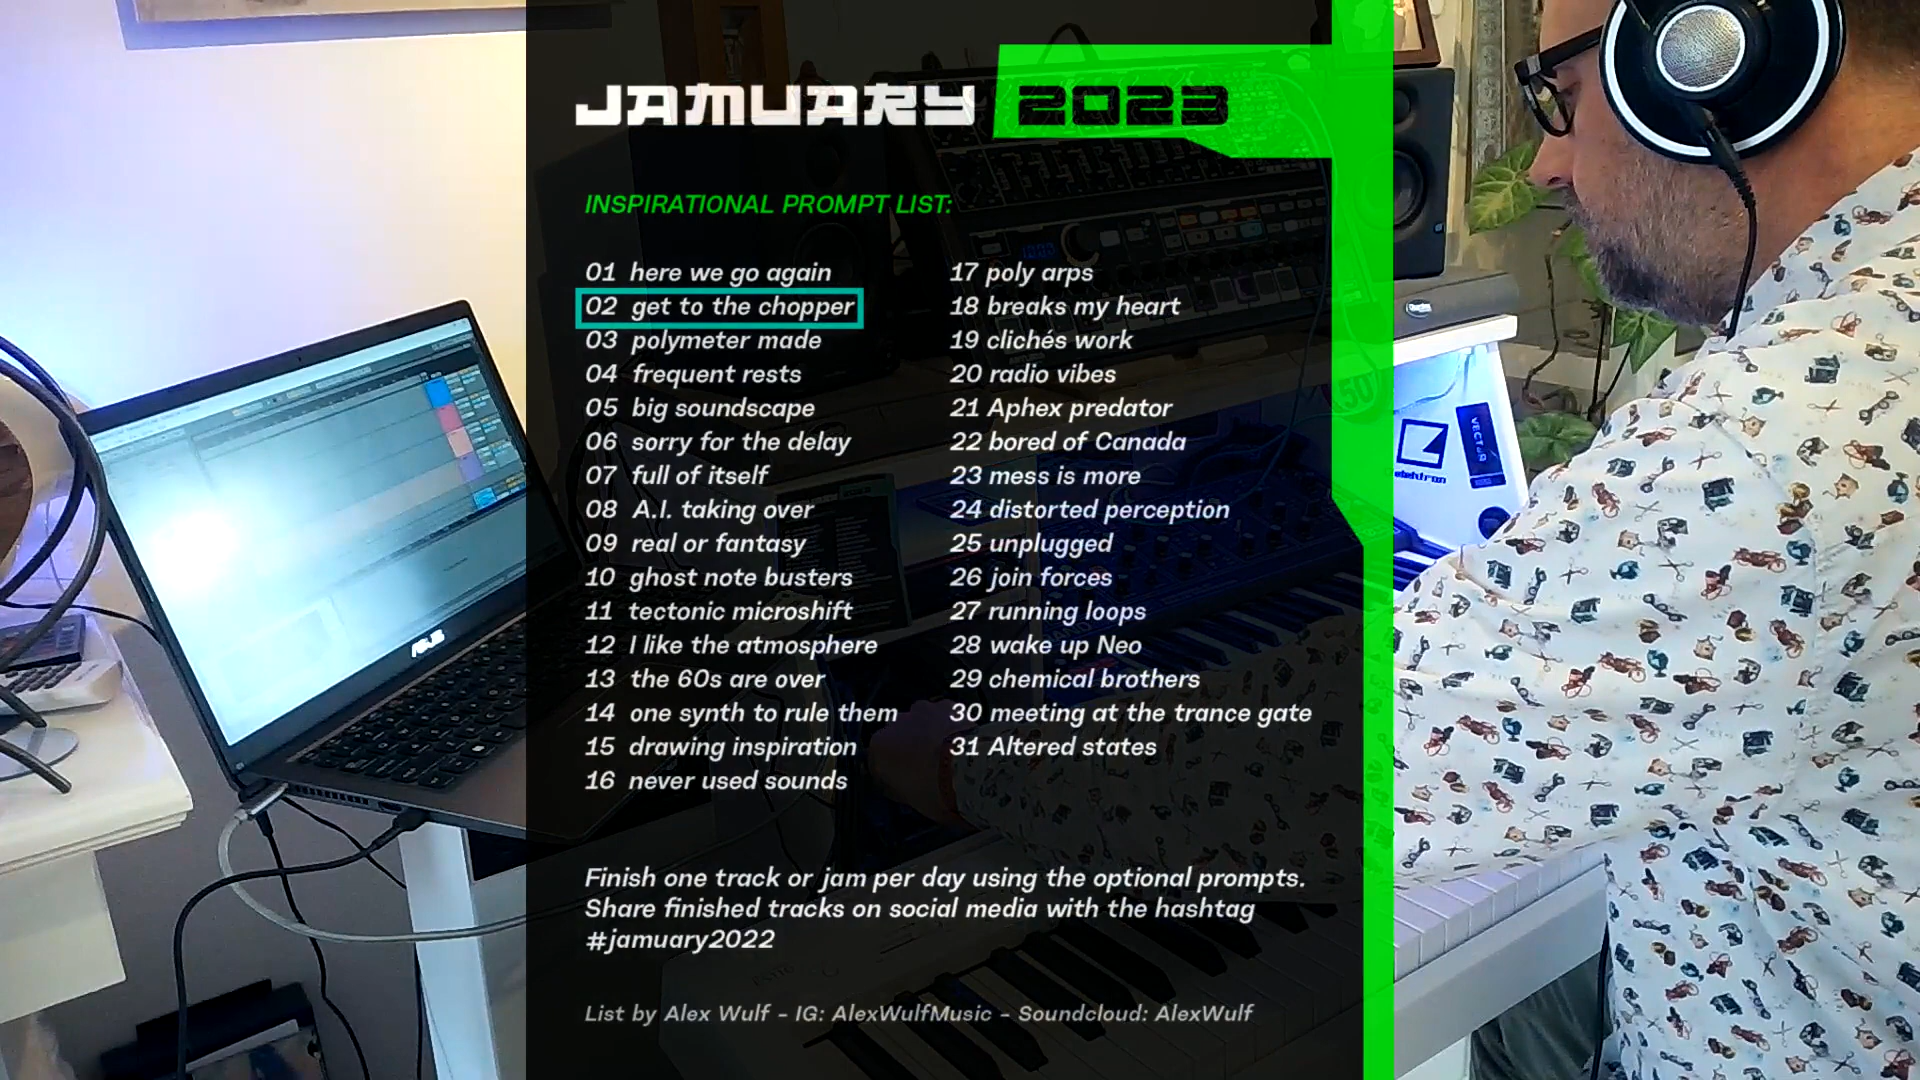 JAMUARY 2023
INSPIRATIONAL PROMPT LIST:
01 here we go again
02 get to the chopper
03 polymeter made
04 frequent rests
05 big soundscape
06 sorry for the delay
07 full of itself
08 A.I. taking over
09 real or fantasy
10 ghost note busters
11 tectonic microshift
12 I like the atmosphere
13 the 60s are over
14 one synth to rule them
15 drawing inspiration
16 never used sounds
17 poly arps
18 breaks my heart
19 clichés work
20 radio vibes
21 Aphex predator
22 bored of Canada
23 mess is more
24 distorted perception
25 unplugged
26 join forces
27 running loops
28 wake up Neo
29 chemical brothers
30 meeting at the trance gate
31 Altered states
Finish one track or jam per day using the optional prompts.
Share finished tracks on social media with the hashtag
#jamuary2022
List by Alex Wulf - IG: AlexWulfMusic - Soundcloud: AlexWulf
ASUS
elektron